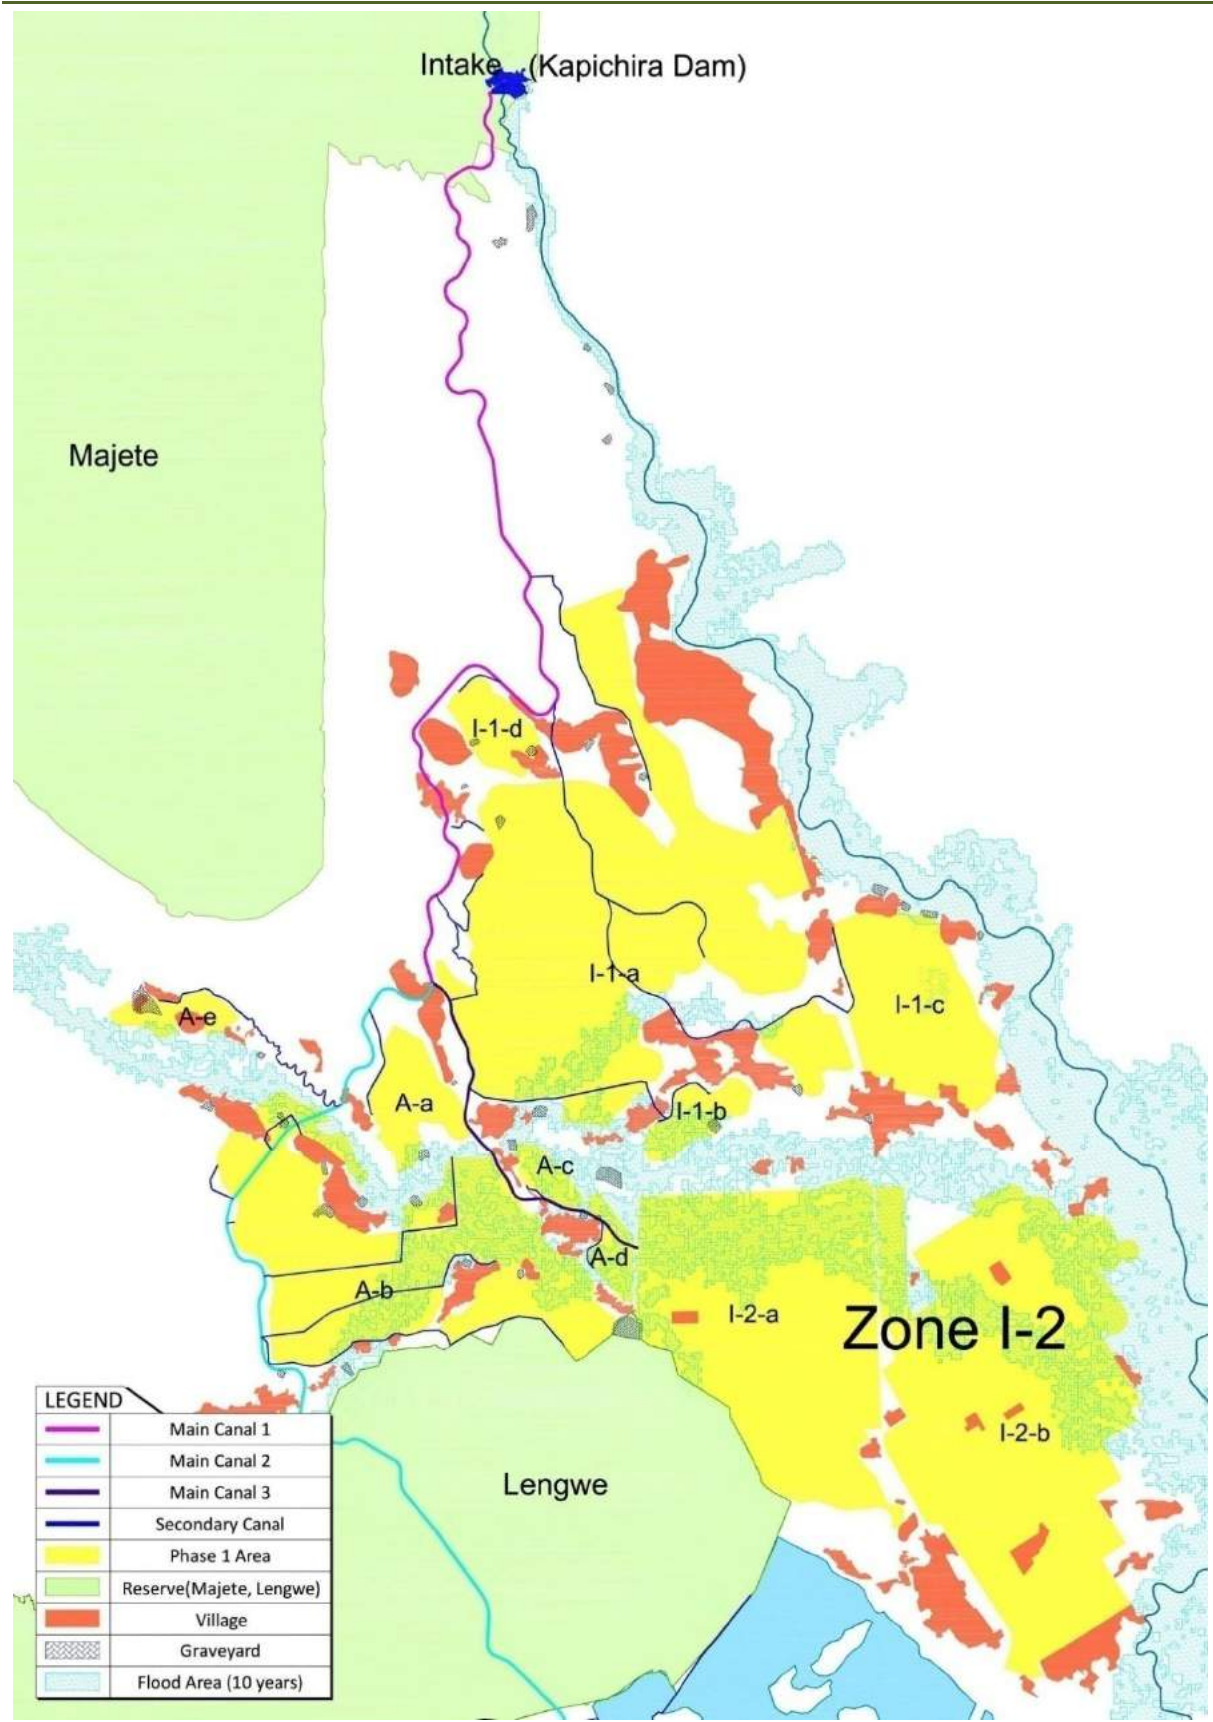 Intake (Kapichira Dam)
Majete
I-1-d
I-1-a
I-1-c
A-e
A-a
I-1-b
A-c
A-d
A-b
I-2-a
Zone I-2
I-2-b
Lengwe
LEGEND
Main Canal 1
Main Canal 2
Main Canal 3
Secondary Canal
Phase 1 Area
Reserve(Majete, Lengwe)
Village
Graveyard
Flood Area (10 years)